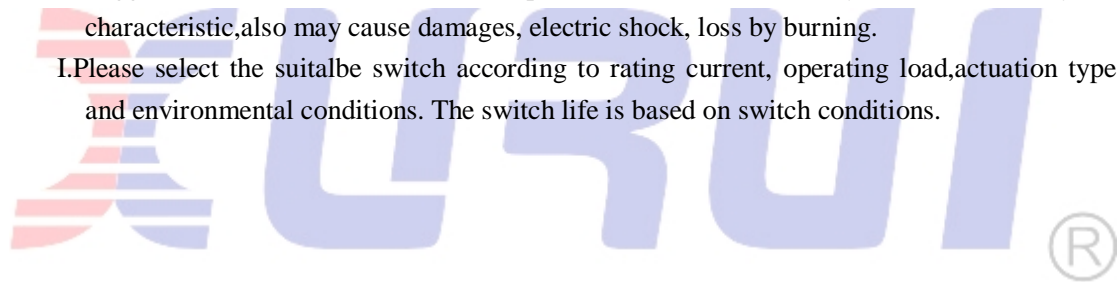 characteristic,also may cause damages, electric shock, loss by burning.
I.Please select the suitalbe switch according to rating current, operating load,actuation type
and environmental conditions. The switch life is based on switch conditions.
XURUI
®